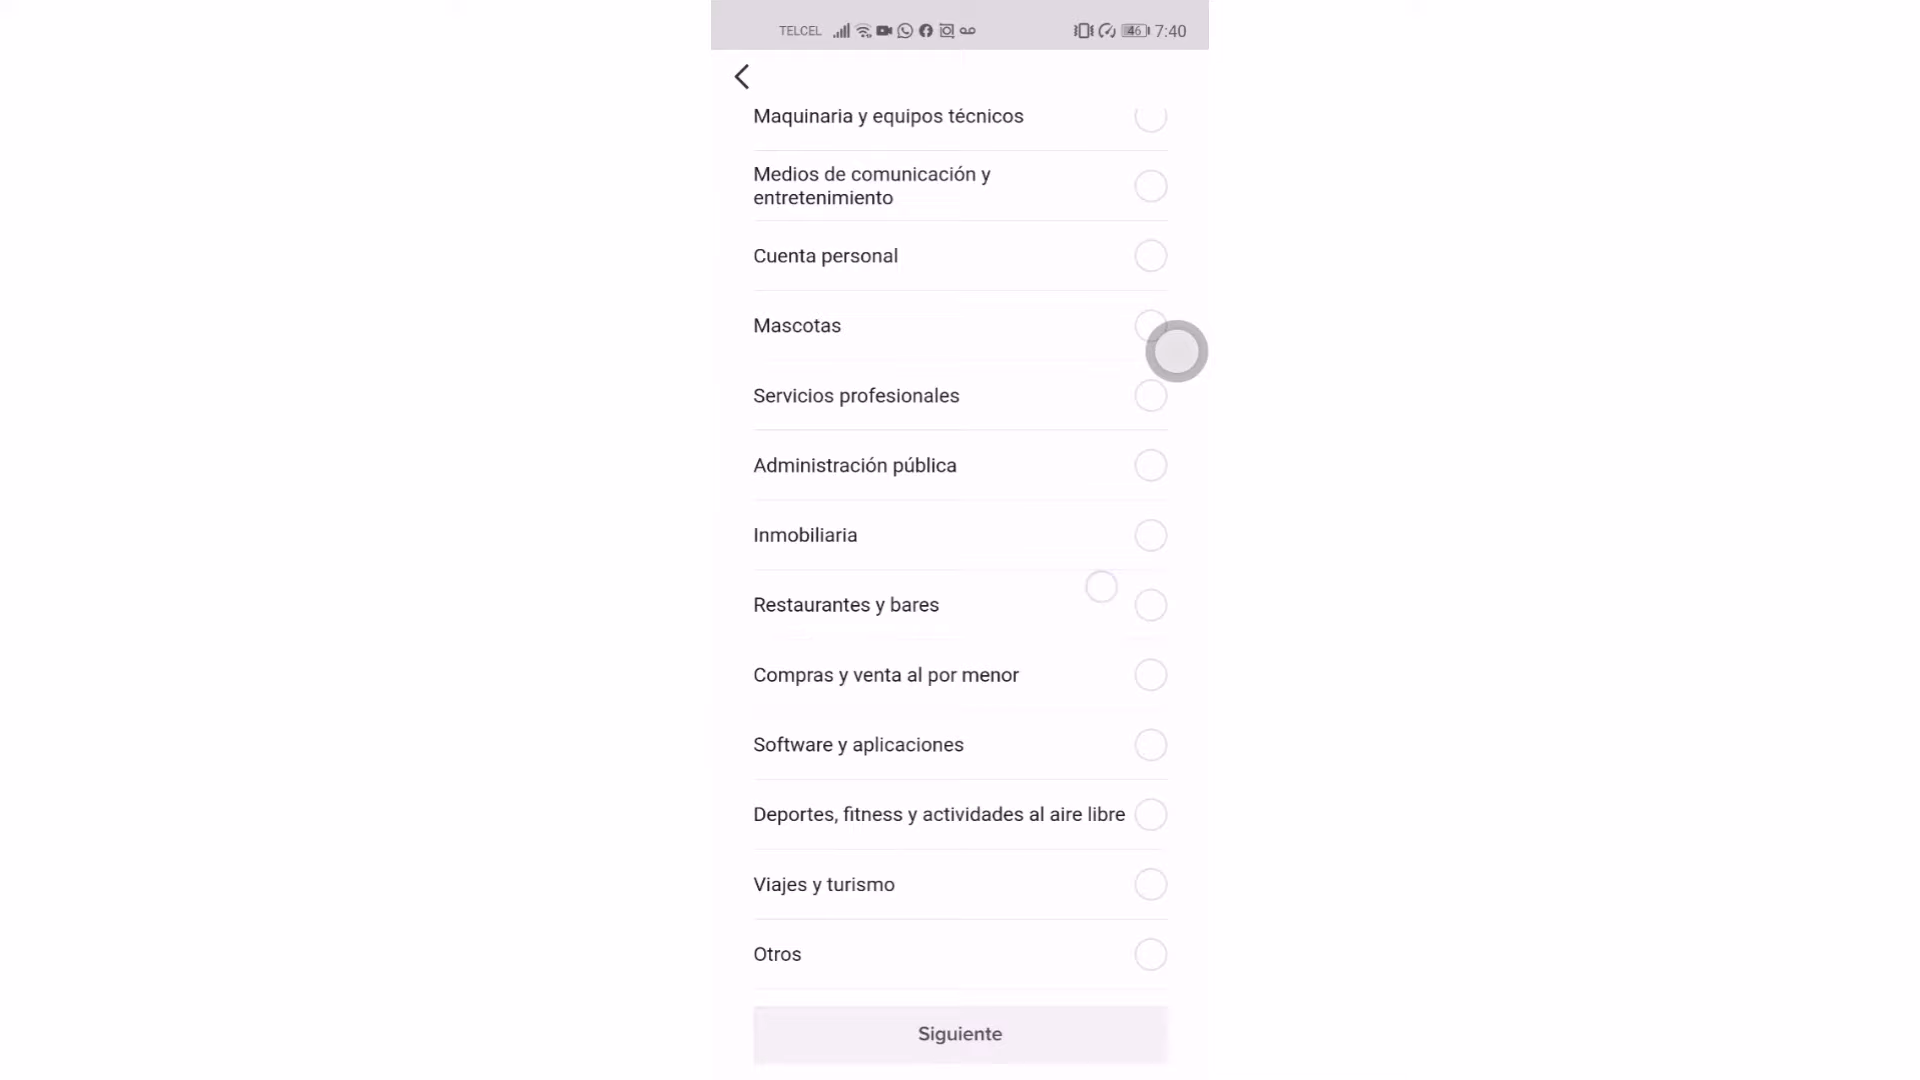 TELCEL 46 7:40
Maquinaria y equipos técnicos
Medios de comunicación y
entretenimiento
Cuenta personal
Mascotas
Servicios profesionales
Administración pública
Inmobiliaria
Restaurantes y bares
Compras y venta al por menor
Software y aplicaciones
Deportes, fitness y actividades al aire libre
Viajes y turismo
Otros
Siguiente